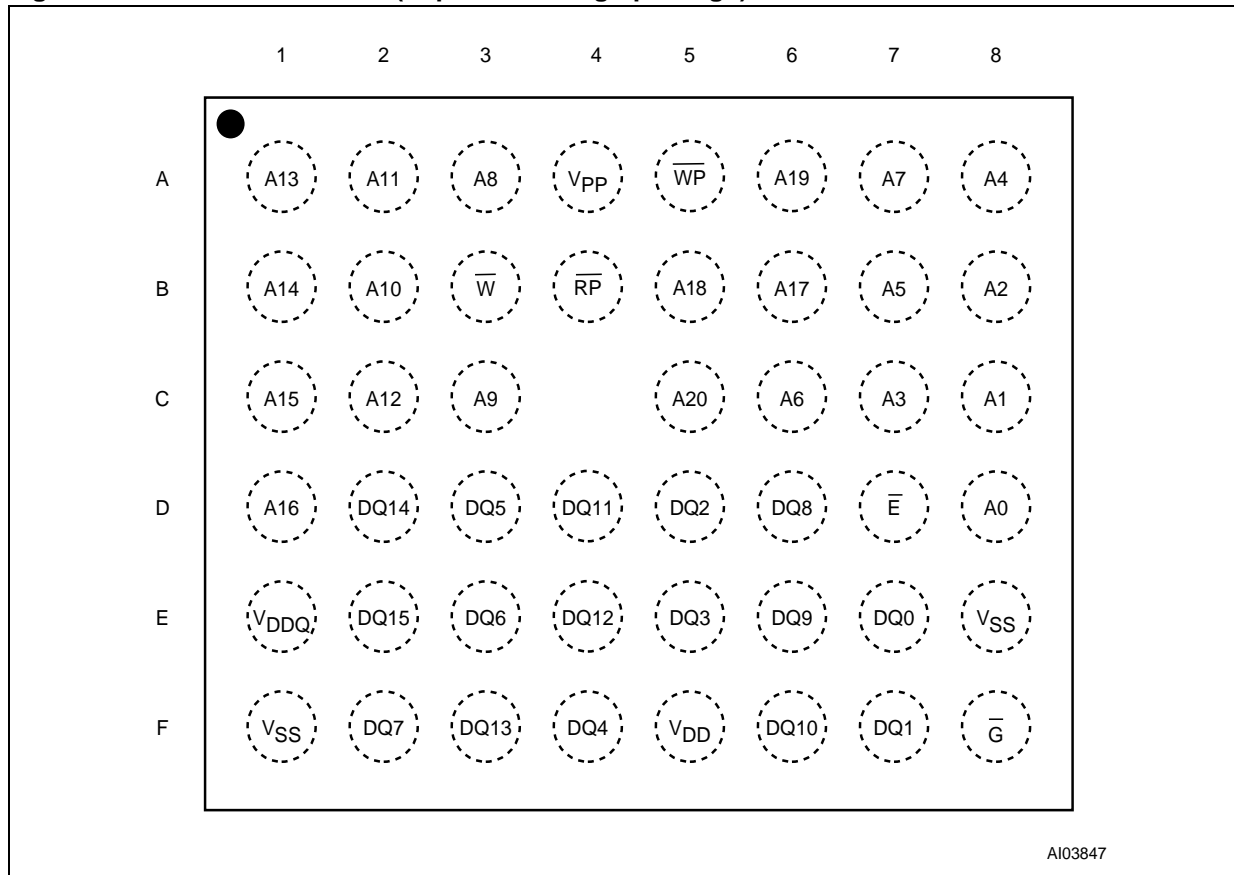 1 2 3 4 5 6 7 8
A A13 A11 A8 VPP W̅P̅ A19 A7 A4
B A14 A10 W̅ R̅P̅ A18 A17 A5 A2
C A15 A12 A9 A20 A6 A3 A1
D A16 DQ14 DQ5 DQ11 DQ2 DQ8 E̅ A0
E VDDQ DQ15 DQ6 DQ12 DQ3 DQ9 DQ0 VSS
F VSS DQ7 DQ13 DQ4 VDD DQ10 DQ1 G̅
AI03847